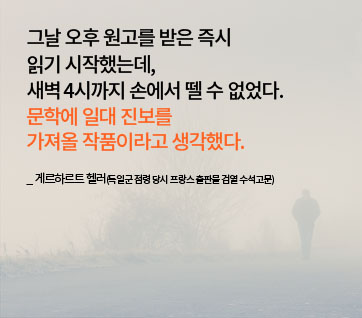 그날 오후 원고를 받은 즉시
읽기 시작했는데,
새벽 4시까지 손에서 뗄 수 없었다.
문학에 일대 진보를
가져올 작품이라고 생각했다.
_ 게르하르트 헬러(독일군 점령 당시 프랑스 출판물 검열 수석고문)